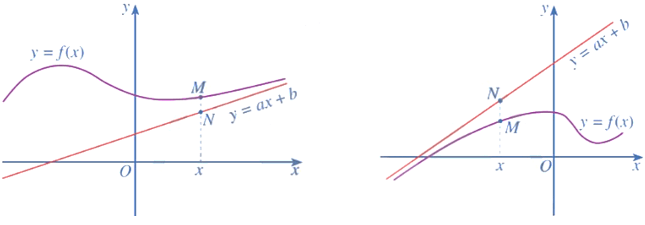 y
y = f(x)
M
N
y = ax + b
O
x
x
y
y = ax + b
N
M
y = f(x)
x
O
x